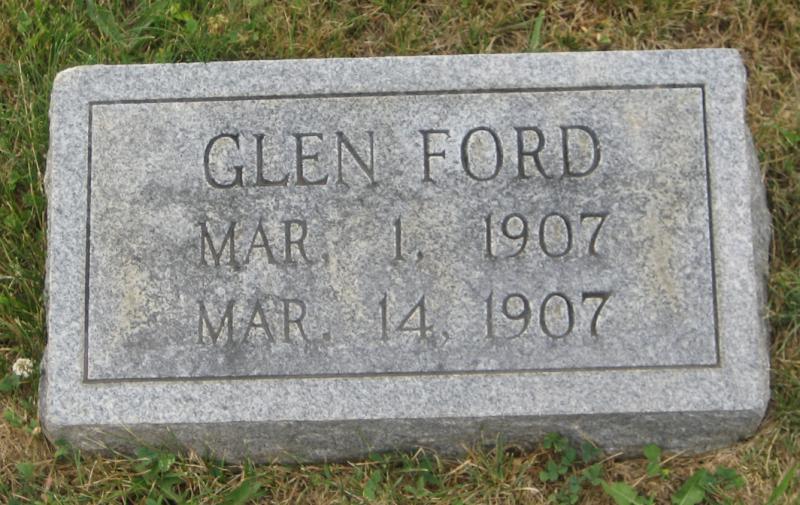 GLEN FORD
MAR. 1, 1907
MAR. 14, 1907